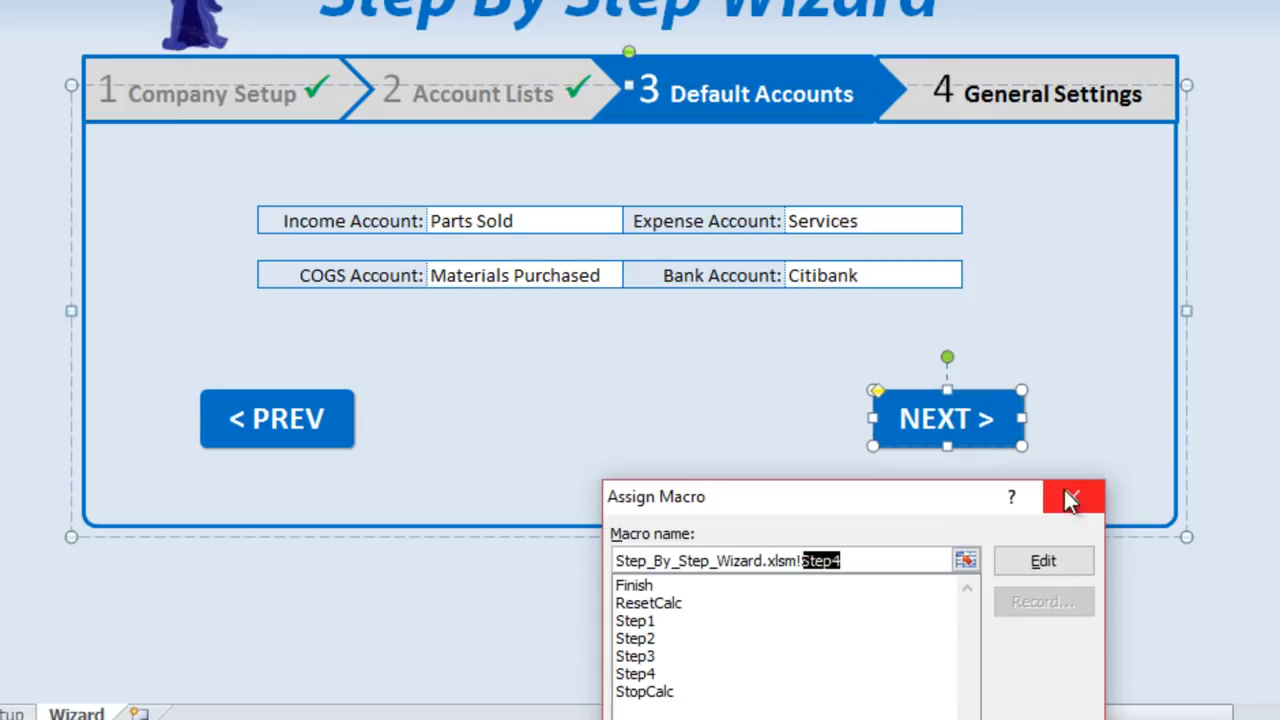 Step By Step Wizard
1 Company Setup ✓ 2 Account Lists ✓ 3 Default Accounts 4 General Settings
Income Account: Parts Sold Expense Account: Services
COGS Account: Materials Purchased Bank Account: Citibank
< PREV NEXT >
Assign Macro ?
Macro name:
Step_By_Step_Wizard.xlsm!Step4 Edit
Finish
ResetCalc Record...
Step1
Step2
Step3
Step4
StopCalc
tup Wizard